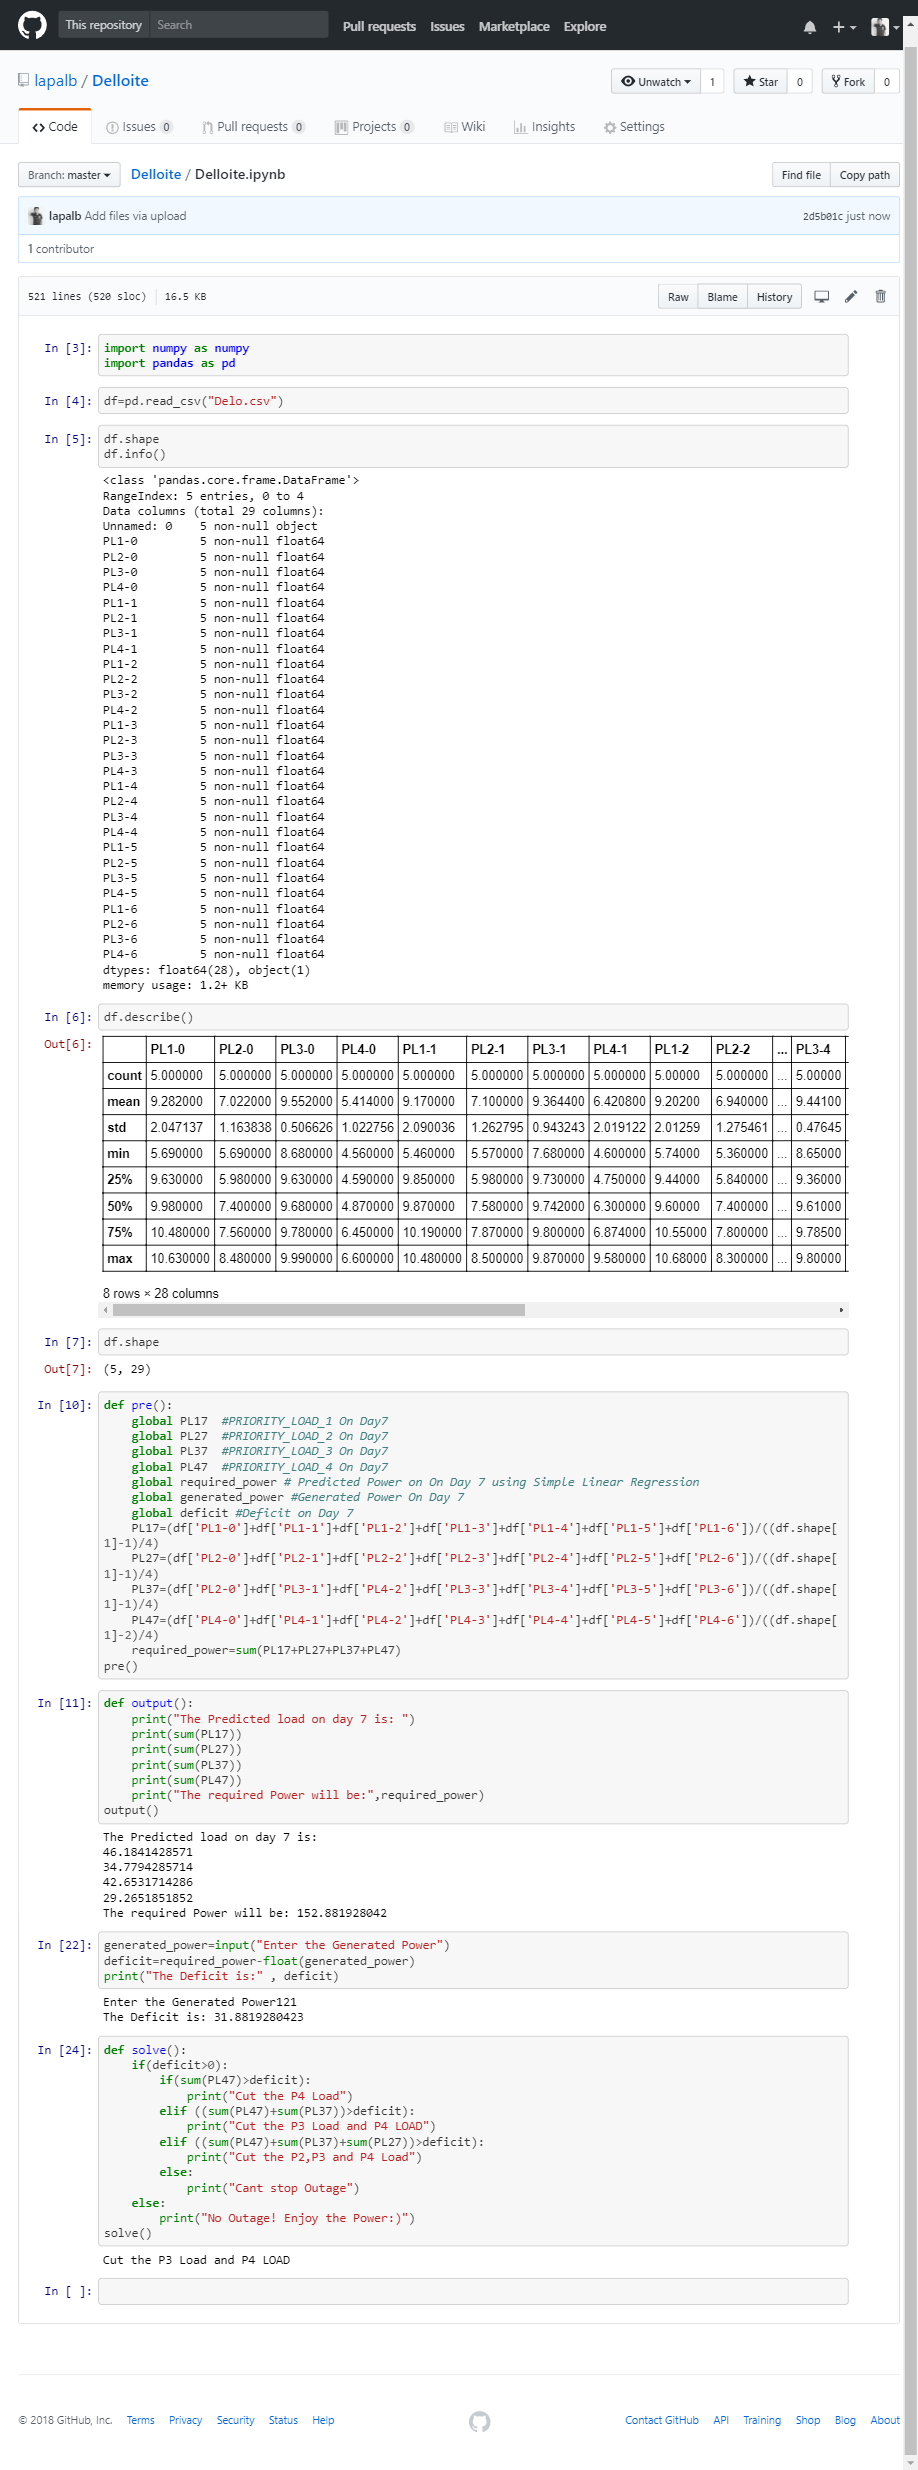 This repository Search Pull requests Issues Marketplace Explore
lapalb / Delloite Unwatch 1 Star 0 Fork 0
Code Issues 0 Pull requests 0 Projects 0 Wiki Insights Settings
Branch: master Delloite / Delloite.ipynb Find file Copy path
lapalb Add files via upload 2d5b01c just now
1 contributor
521 lines (520 sloc) 16.5 KB Raw Blame History
In [3]: import numpy as numpy
import pandas as pd
In [4]: df=pd.read_csv("Delo.csv")
In [5]: df.shape
df.info()
<class 'pandas.core.frame.DataFrame'>
RangeIndex: 5 entries, 0 to 4
Data columns (total 29 columns):
Unnamed: 0    5 non-null object
PL1-0         5 non-null float64
PL2-0         5 non-null float64
PL3-0         5 non-null float64
PL4-0         5 non-null float64
PL1-1         5 non-null float64
PL2-1         5 non-null float64
PL3-1         5 non-null float64
PL4-1         5 non-null float64
PL1-2         5 non-null float64
PL2-2         5 non-null float64
PL3-2         5 non-null float64
PL4-2         5 non-null float64
PL1-3         5 non-null float64
PL2-3         5 non-null float64
PL3-3         5 non-null float64
PL4-3         5 non-null float64
PL1-4         5 non-null float64
PL2-4         5 non-null float64
PL3-4         5 non-null float64
PL4-4         5 non-null float64
PL1-5         5 non-null float64
PL2-5         5 non-null float64
PL3-5         5 non-null float64
PL4-5         5 non-null float64
PL1-6         5 non-null float64
PL2-6         5 non-null float64
PL3-6         5 non-null float64
PL4-6         5 non-null float64
dtypes: float64(28), object(1)
memory usage: 1.2+ KB
In [6]: df.describe()
Out[6]: PL1-0 PL2-0 PL3-0 PL4-0 PL1-1 PL2-1 PL3-1 PL4-1 PL1-2 PL2-2 ... PL3-4
count 5.000000 5.000000 5.000000 5.000000 5.000000 5.000000 5.000000 5.000000 5.00000 5.000000 ... 5.00000
mean 9.282000 7.022000 9.552000 5.414000 9.170000 7.100000 9.364400 6.420800 9.20200 6.940000 ... 9.44100
std 2.047137 1.163838 0.506626 1.022756 2.090036 1.262795 0.943243 2.019122 2.01259 1.275461 ... 0.47645
min 5.690000 5.690000 8.680000 4.560000 5.460000 5.570000 7.680000 4.600000 5.74000 5.360000 ... 8.65000
25% 9.630000 5.980000 9.630000 4.590000 9.850000 5.980000 9.730000 4.750000 9.44000 5.840000 ... 9.36000
50% 9.980000 7.400000 9.680000 4.870000 9.870000 7.580000 9.742000 6.300000 9.60000 7.400000 ... 9.61000
75% 10.480000 7.560000 9.780000 6.450000 10.190000 7.870000 9.800000 6.874000 10.55000 7.800000 ... 9.78500
max 10.630000 8.480000 9.990000 6.600000 10.480000 8.500000 9.870000 9.580000 10.68000 8.300000 ... 9.80000
8 rows × 28 columns
In [7]: df.shape
Out[7]: (5, 29)
In [10]: def pre():
    global PL17  #PRIORITY_LOAD_1 On Day7
    global PL27  #PRIORITY_LOAD_2 On Day7
    global PL37  #PRIORITY_LOAD_3 On Day7
    global PL47  #PRIORITY_LOAD_4 On Day7
    global required_power # Predicted Power on On Day 7 using Simple Linear Regression
    global generated_power #Generated Power On Day 7
    global deficit #Deficit on Day 7
    PL17=(df['PL1-0']+df['PL1-1']+df['PL1-2']+df['PL1-3']+df['PL1-4']+df['PL1-5']+df['PL1-6'])/((df.shape[
1]-1)/4)
    PL27=(df['PL2-0']+df['PL2-1']+df['PL2-2']+df['PL2-3']+df['PL2-4']+df['PL2-5']+df['PL2-6'])/((df.shape[
1]-1)/4)
    PL37=(df['PL2-0']+df['PL3-1']+df['PL4-2']+df['PL3-3']+df['PL3-4']+df['PL3-5']+df['PL3-6'])/((df.shape[
1]-1)/4)
    PL47=(df['PL4-0']+df['PL4-1']+df['PL4-2']+df['PL4-3']+df['PL4-4']+df['PL4-5']+df['PL4-6'])/((df.shape[
1]-2)/4)
    required_power=sum(PL17+PL27+PL37+PL47)
pre()
In [11]: def output():
    print("The Predicted load on day 7 is: ")
    print(sum(PL17))
    print(sum(PL27))
    print(sum(PL37))
    print(sum(PL47))
    print("The required Power will be:",required_power)
output()
The Predicted load on day 7 is:
46.1841428571
34.7794285714
42.6531714286
29.2651851852
The required Power will be: 152.881928042
In [22]: generated_power=input("Enter the Generated Power")
deficit=required_power-float(generated_power)
print("The Deficit is:" , deficit)
Enter the Generated Power121
The Deficit is: 31.8819280423
In [24]: def solve():
    if(deficit>0):
        if(sum(PL47)>deficit):
            print("Cut the P4 Load")
        elif ((sum(PL47)+sum(PL37))>deficit):
            print("Cut the P3 Load and P4 LOAD")
        elif ((sum(PL47)+sum(PL37)+sum(PL27))>deficit):
            print("Cut the P2,P3 and P4 Load")
        else:
            print("Cant stop Outage")
    else:
        print("No Outage! Enjoy the Power:)")
solve()
Cut the P3 Load and P4 LOAD
In [ ]:
© 2018 GitHub, Inc. Terms Privacy Security Status Help Contact GitHub API Training Shop Blog About